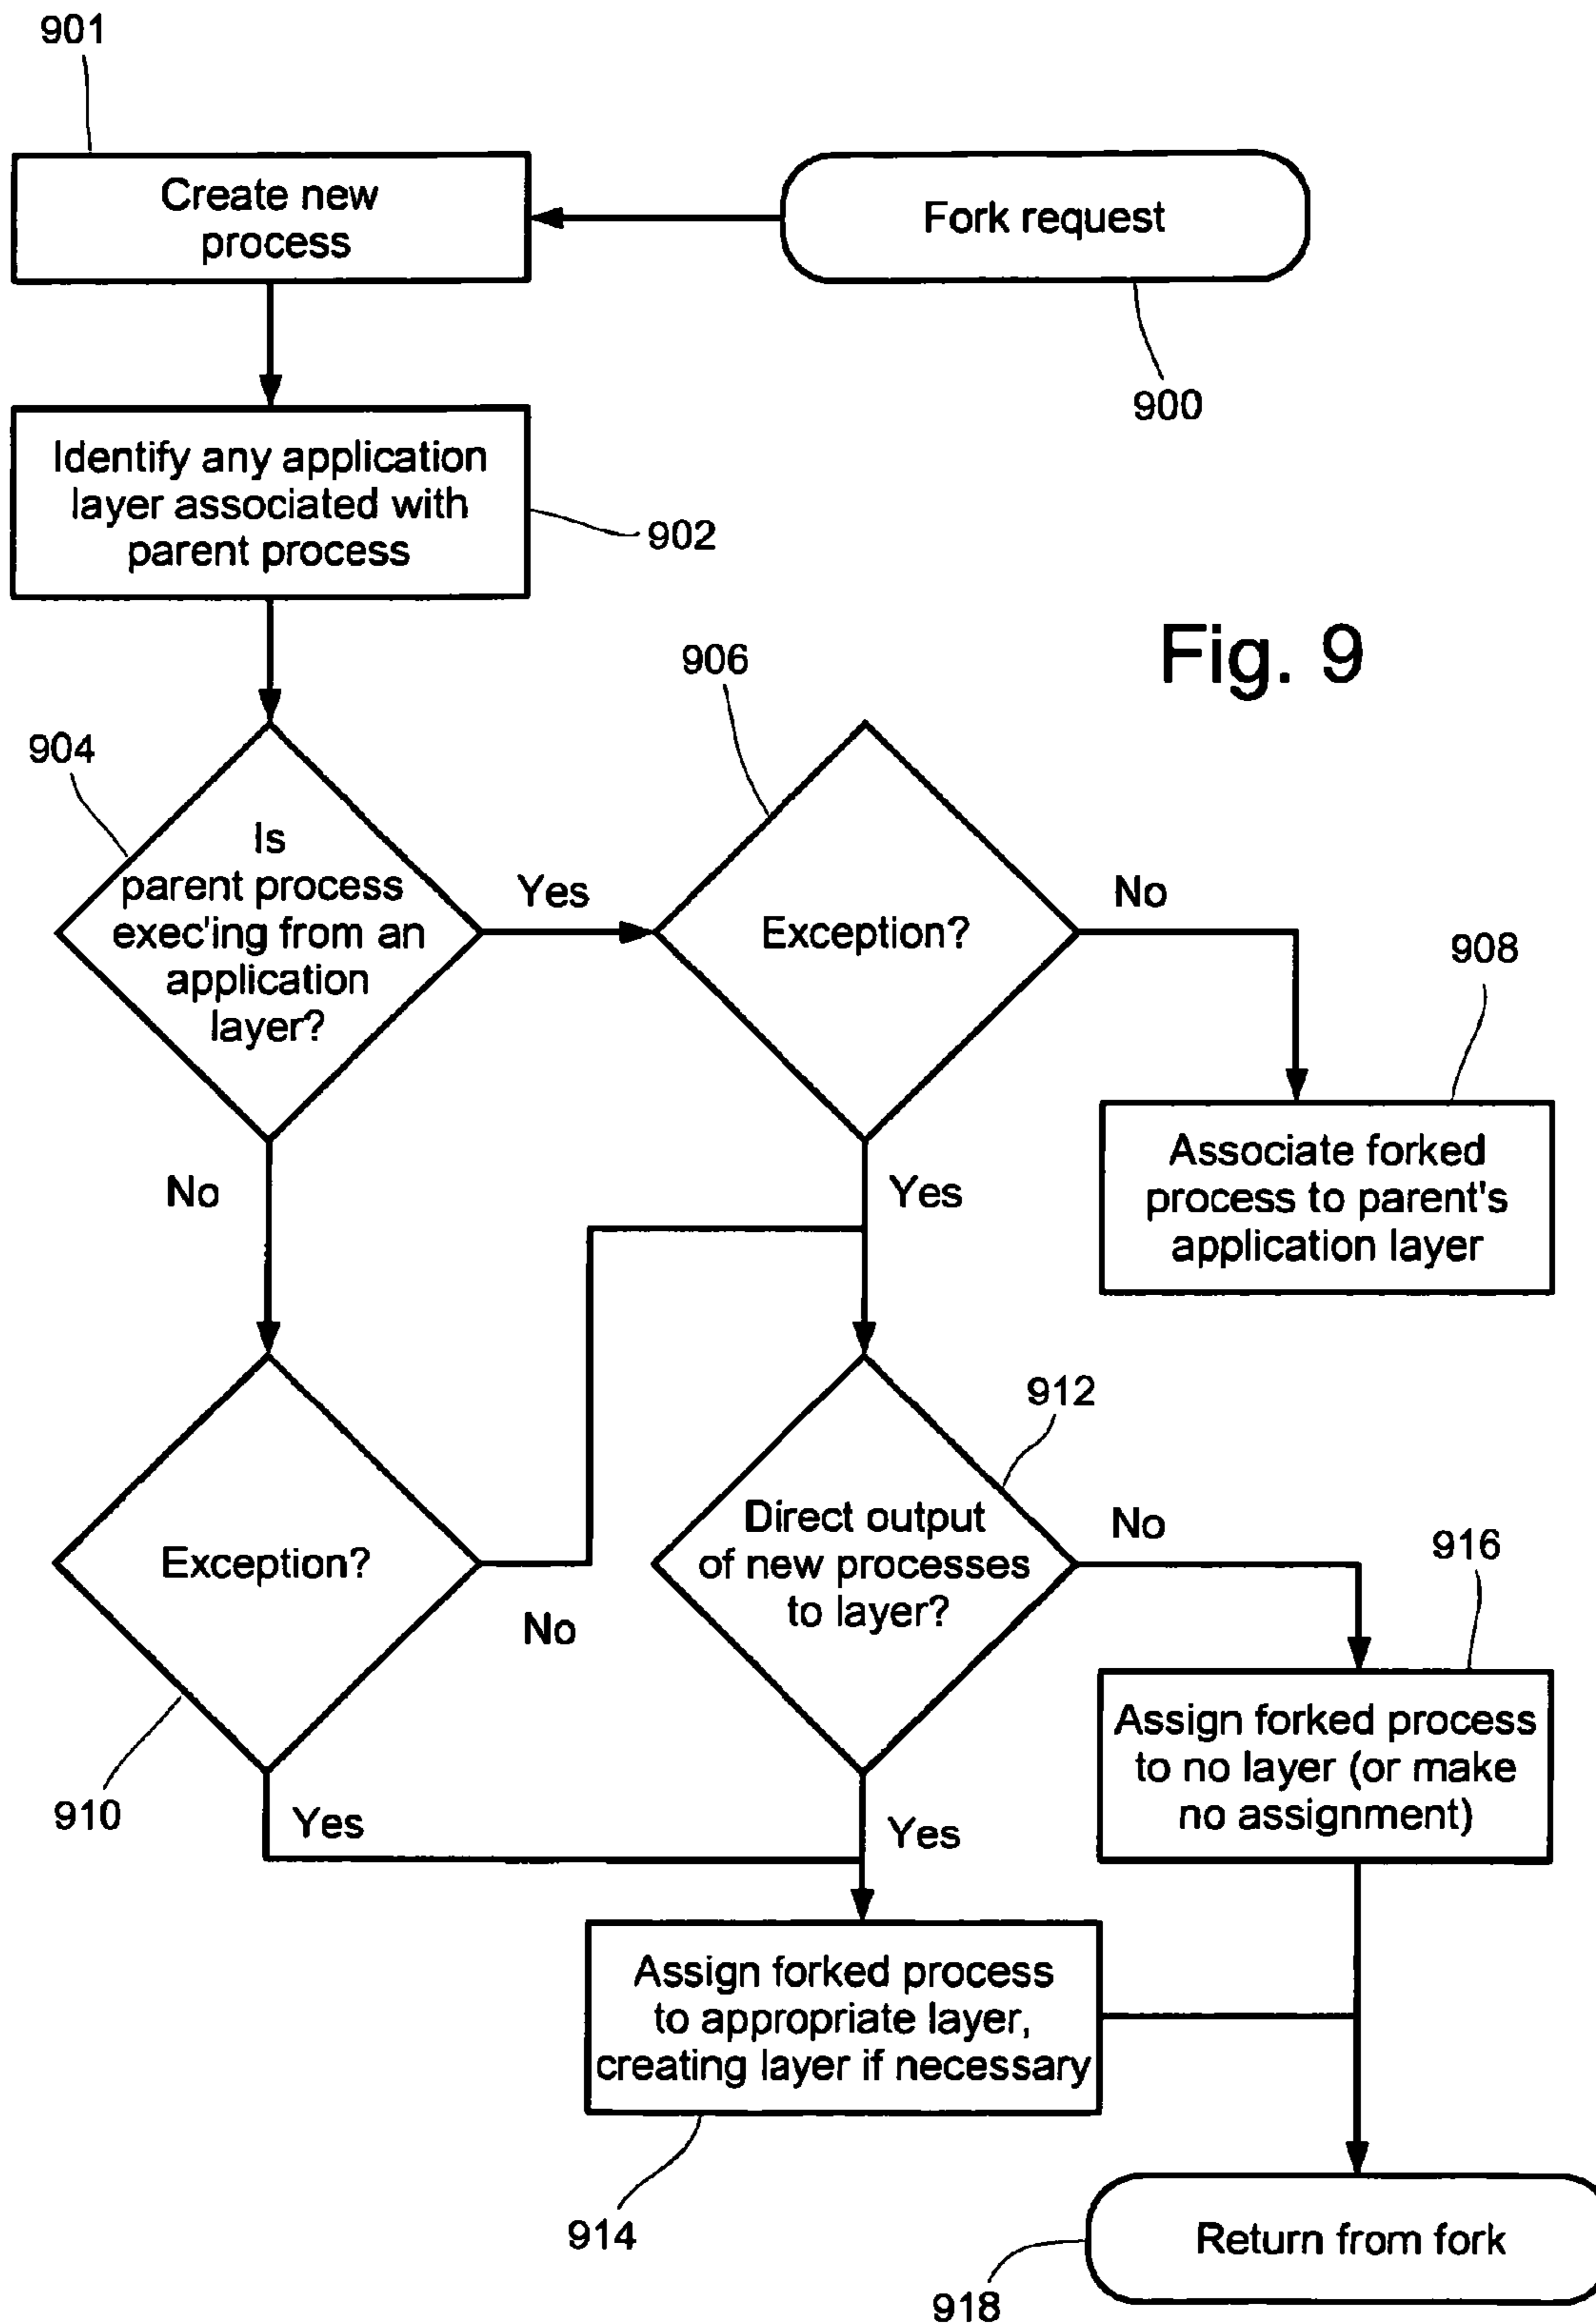 901
Create new
process
Fork request
900
Identify any application
layer associated with
parent process
902
Fig. 9
906
904
Is
parent process
exec'ing from an
application
layer?
Yes
Exception?
No
908
Associate forked
process to parent's
application layer
No
Yes
912
Exception?
No
910
Yes
Direct output
of new processes
to layer?
No
916
Yes
Assign forked process
to no layer (or make
no assignment)
Assign forked process
to appropriate layer,
creating layer if necessary
914
Return from fork
918